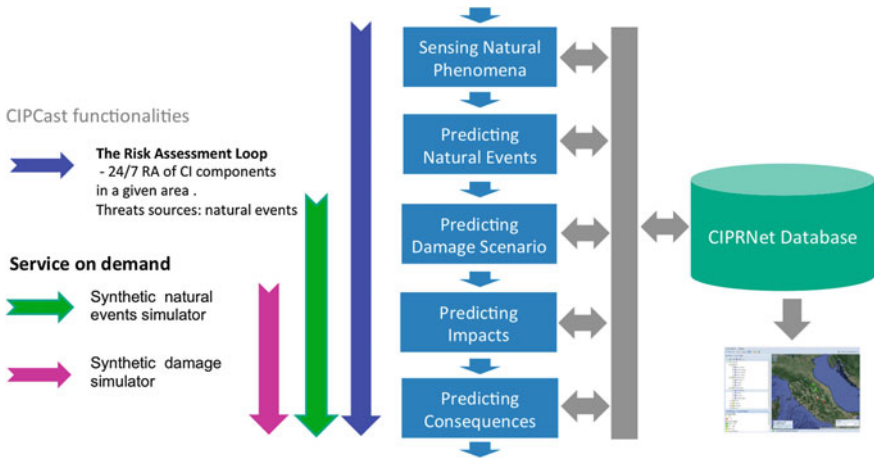 CIPCast functionalities
The Risk Assessment Loop
- 24/7 RA of CI components
in a given area .
Threats sources: natural events
Service on demand
Synthetic natural
events simulator
Synthetic damage
simulator
Sensing Natural
Phenomena
Predicting
Natural Events
Predicting
Damage Scenario
Predicting
Impacts
Predicting
Consequences
CIPRNet Database